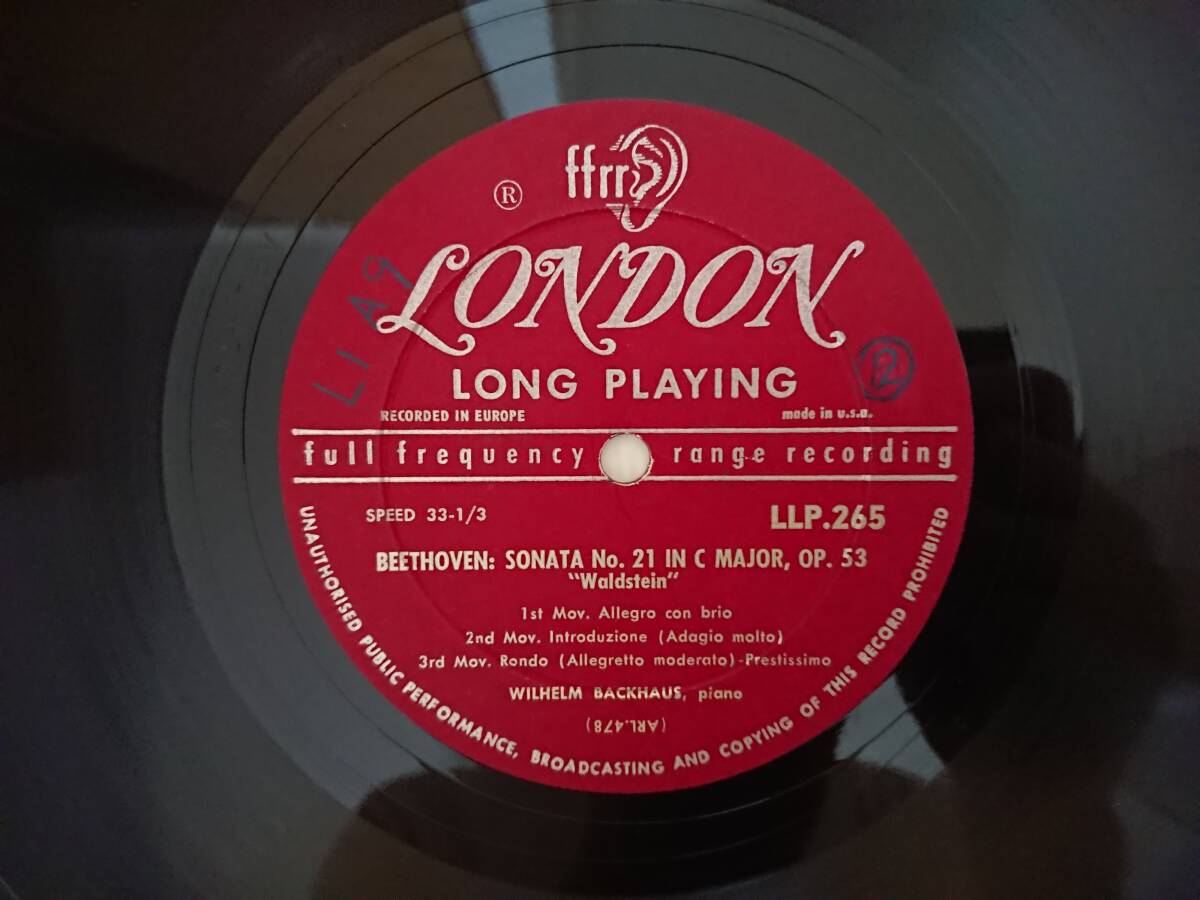 ffrr
®
LONDON
L1A9
LONG PLAYING
2
RECORDED IN EUROPE
made in u.s.a.
full frequency range recording
SPEED 33-1/3
LLP.265
BEETHOVEN: SONATA No. 21 IN C MAJOR, OP. 53
"Waldstein"
1st Mov. Allegro con brio
2nd Mov. Introduzione (Adagio molto)
3rd Mov. Rondo (Allegretto moderato)-Prestissimo
WILHELM BACKHAUS, piano
(ARL.478)
UNAUTHORISED PUBLIC PERFORMANCE, BROADCASTING AND COPYING OF THIS RECORD PROHIBITED